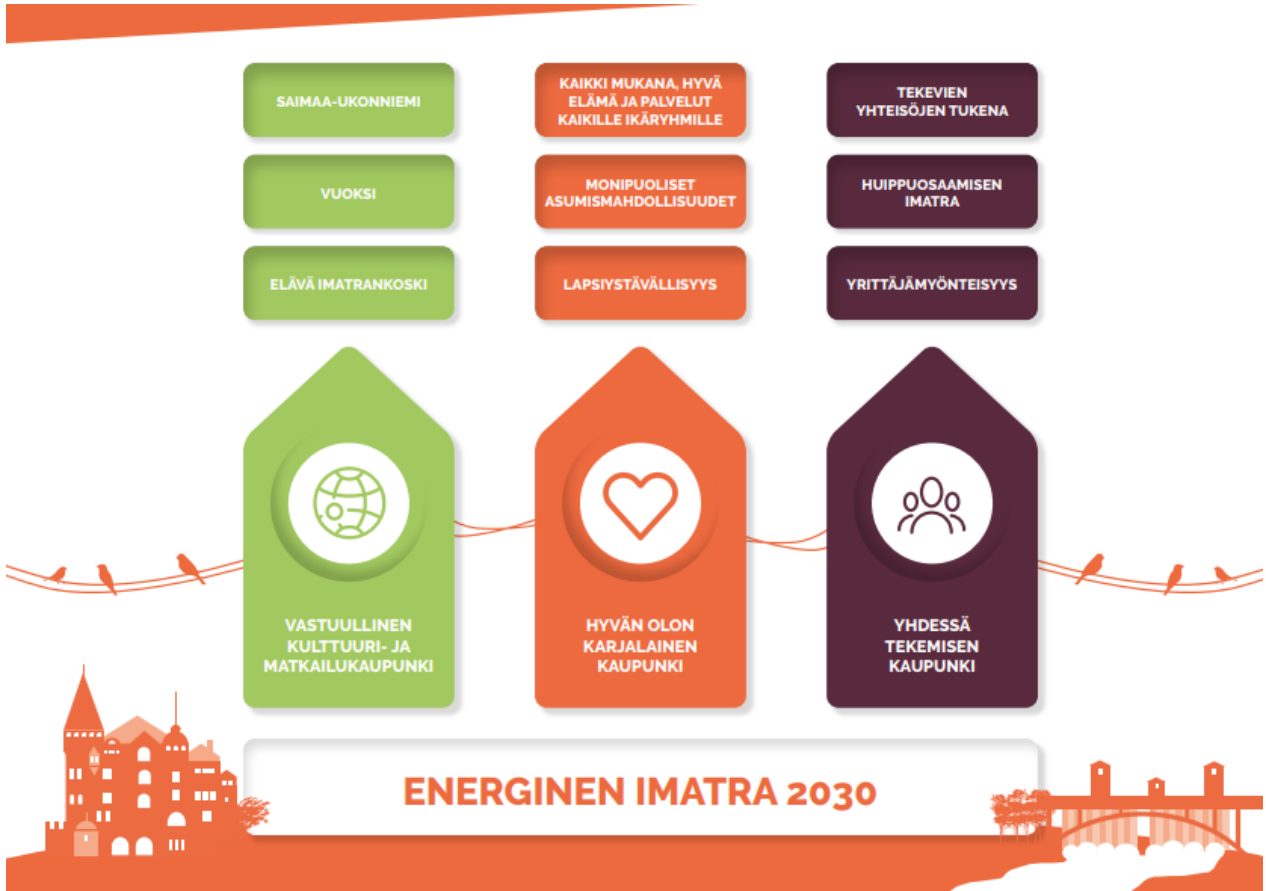 SAIMAA-UKONNIEMI
KAIKKI MUKANA, HYVÄ
ELÄMÄ JA PALVELUT
KAIKILLE IKÄRYHMILLE
TEKEVIEN
YHTEISÖJEN TUKENA
VUOKSI
MONIPUOLISET
ASUMISMAHDOLLISUUDET
HUIPPUOSAAMISEN
IMATRA
ELÄVÄ IMATRANKOSKI
LAPSIYSTÄVÄLLISYYS
YRITTÄJÄMYÖNTEISYYS
VASTUULLINEN
KULTTUURI- JA
MATKAILUKAUPUNKI
HYVÄN OLON
KARJALAINEN
KAUPUNKI
YHDESSÄ
TEKEMISEN
KAUPUNKI
ENERGINEN IMATRA 2030